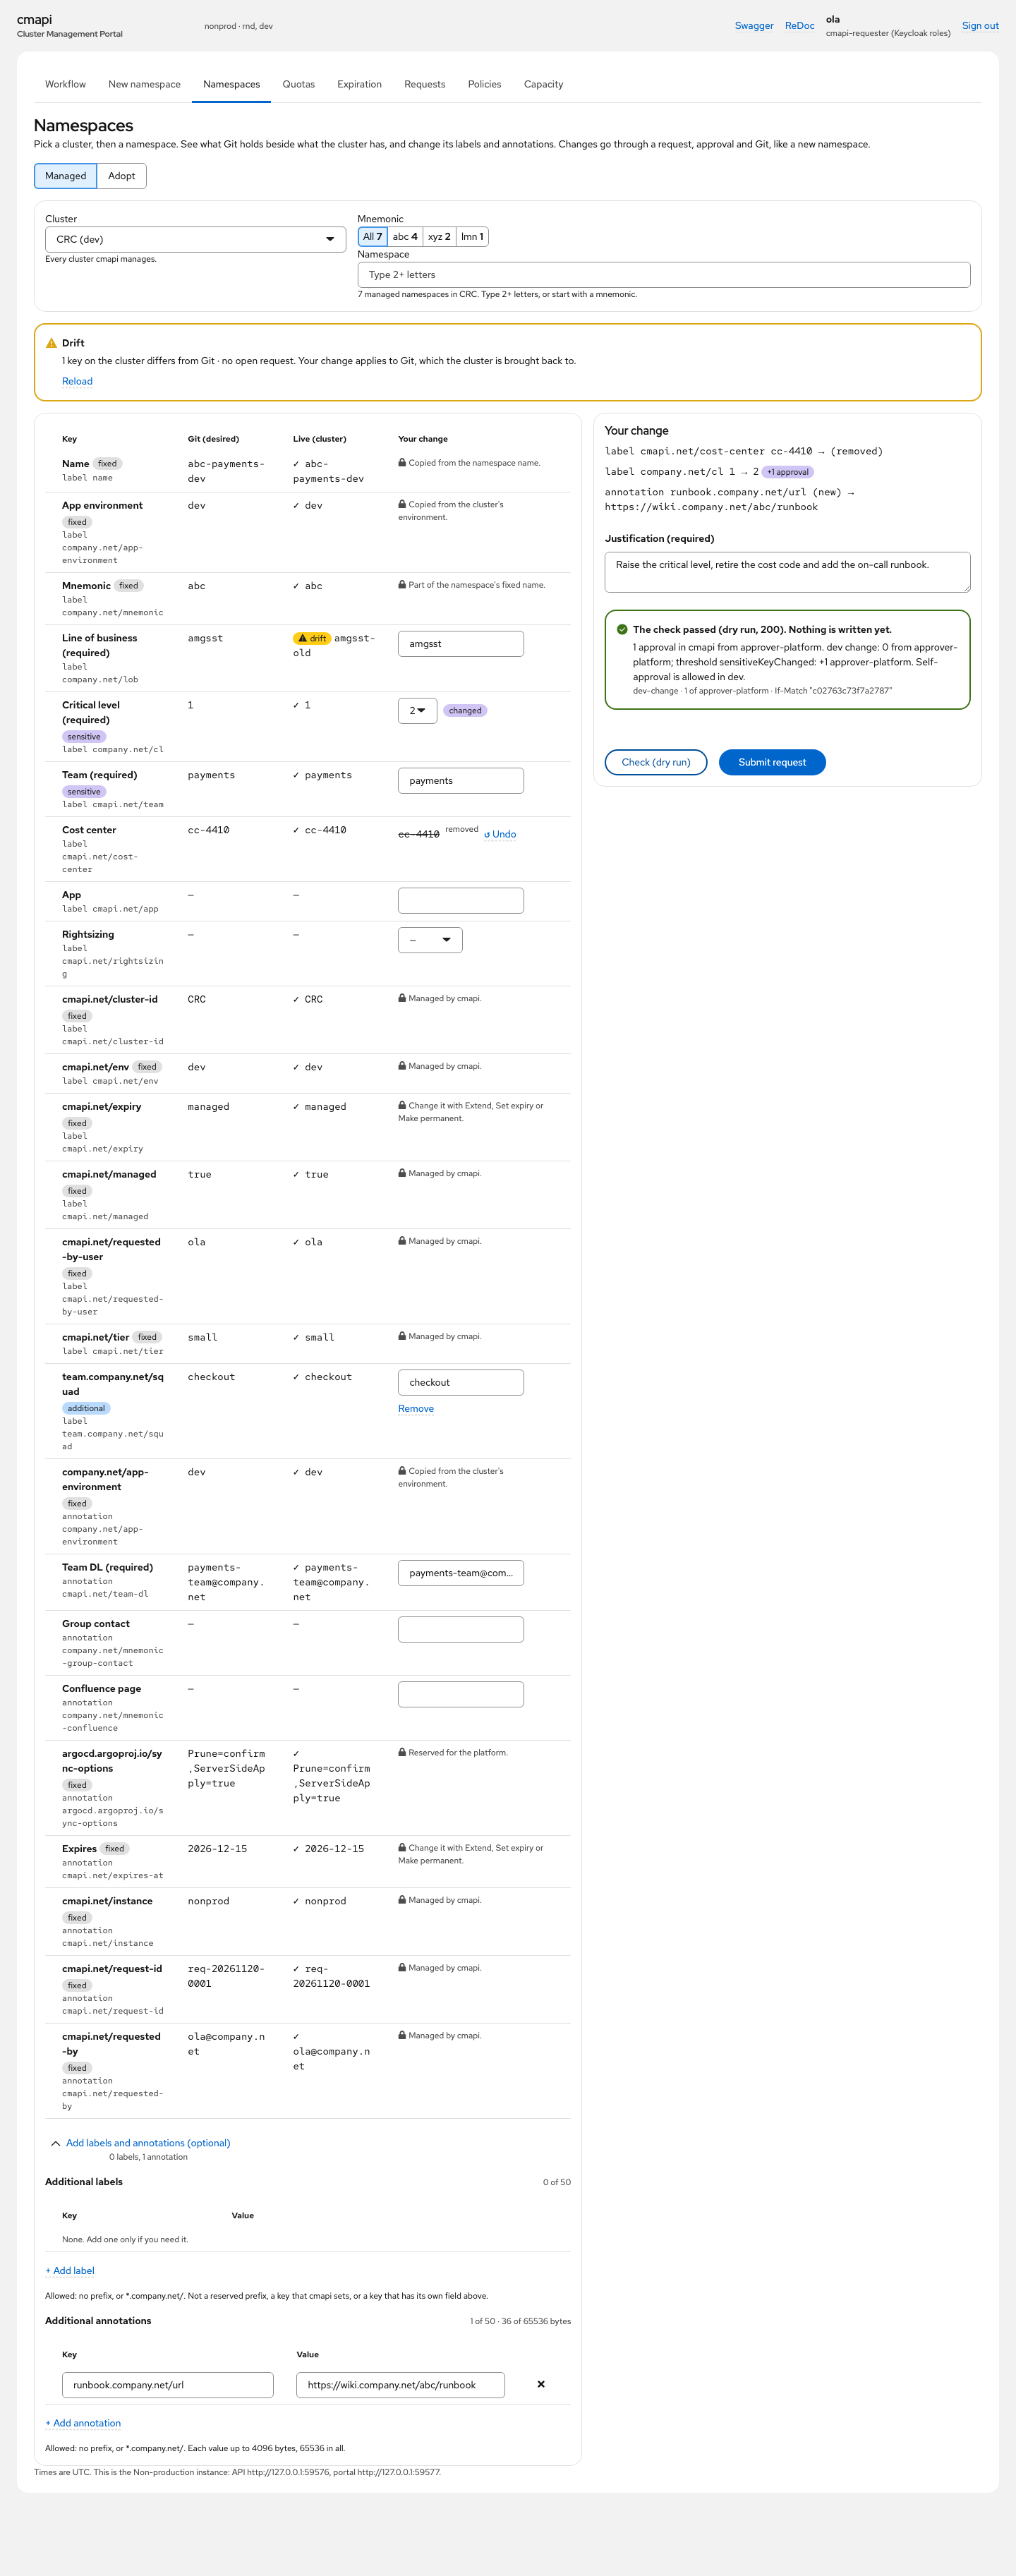 cmapi
Cluster Management Portal
nonprod · rnd, dev
Swagger
ReDoc
ola
cmapi-requester (Keycloak roles)
Sign out
Workflow
New namespace
Namespaces
Quotas
Expiration
Requests
Policies
Capacity
Namespaces
Pick a cluster, then a namespace. See what Git holds beside what the cluster has, and change its labels and annotations. Changes go through a request, approval and Git, like a new namespace.
Managed
Adopt
Cluster
CRC (dev)
Every cluster cmapi manages.
Mnemonic
All 7
abc 4
xyz 2
lmn 1
Namespace
Type 2+ letters
7 managed namespaces in CRC. Type 2+ letters, or start with a mnemonic.
Drift
1 key on the cluster differs from Git · no open request. Your change applies to Git, which the cluster is brought back to.
Reload
Key
Git (desired)
Live (cluster)
Your change
Name fixed
label name
abc-payments-
dev
✓ abc-
payments-dev
Copied from the namespace name.
App environment
fixed
label
company.net/app-
environment
dev
✓ dev
Copied from the cluster's
environment.
Mnemonic fixed
label
company.net/mnemonic
abc
✓ abc
Part of the namespace's fixed name.
Line of business
(required)
label
company.net/lob
amgsst
drift amgsst-
old
amgsst
Critical level
(required)
sensitive
label company.net/cl
1
✓ 1
2
changed
Team (required)
sensitive
label cmapi.net/team
payments
✓ payments
payments
Cost center
label
cmapi.net/cost-
center
cc-4410
✓ cc-4410
cc-4410 removed ↺ Undo
App
label cmapi.net/app
—
—
Rightsizing
label
cmapi.net/rightsizin
g
—
—
—
cmapi.net/cluster-id
fixed
label
cmapi.net/cluster-id
CRC
✓ CRC
Managed by cmapi.
cmapi.net/env fixed
label cmapi.net/env
dev
✓ dev
Managed by cmapi.
cmapi.net/expiry
fixed
label
cmapi.net/expiry
managed
✓ managed
Change it with Extend, Set expiry or
Make permanent.
cmapi.net/managed
fixed
label
cmapi.net/managed
true
✓ true
Managed by cmapi.
cmapi.net/requested
-by-user
fixed
label
cmapi.net/requested-
by-user
ola
✓ ola
Managed by cmapi.
cmapi.net/tier fixed
label cmapi.net/tier
small
✓ small
Managed by cmapi.
team.company.net/sq
uad
additional
label
team.company.net/squ
ad
checkout
✓ checkout
checkout
Remove
company.net/app-
environment
fixed
annotation
company.net/app-
environment
dev
✓ dev
Copied from the cluster's
environment.
Team DL (required)
annotation
cmapi.net/team-dl
payments-
team@company.
net
✓ payments-
team@company.
net
payments-team@com...
Group contact
annotation
company.net/mnemonic
-group-contact
—
—
Confluence page
annotation
company.net/mnemonic
-confluence
—
—
argocd.argoproj.io/sy
nc-options
fixed
annotation
argocd.argoproj.io/s
ync-options
Prune=confirm
,ServerSideAp
ply=true
✓
Prune=confirm
,ServerSideAp
ply=true
Reserved for the platform.
Expires fixed
annotation
cmapi.net/expires-at
2026-12-15
✓ 2026-12-15
Change it with Extend, Set expiry or
Make permanent.
cmapi.net/instance
fixed
annotation
cmapi.net/instance
nonprod
✓ nonprod
Managed by cmapi.
cmapi.net/request-id
fixed
annotation
cmapi.net/request-id
req-20261120-
0001
✓ req-
20261120-0001
Managed by cmapi.
cmapi.net/requested
-by
fixed
annotation
cmapi.net/requested-
by
ola@company.n
et
✓
ola@company.n
et
Managed by cmapi.
Add labels and annotations (optional)
0 labels, 1 annotation
Additional labels
0 of 50
Key
Value
None. Add one only if you need it.
+ Add label
Allowed: no prefix, or *.company.net/. Not a reserved prefix, a key that cmapi sets, or a key that has its own field above.
Additional annotations
1 of 50 · 36 of 65536 bytes
Key
Value
runbook.company.net/url
https://wiki.company.net/abc/runbook
+ Add annotation
Allowed: no prefix, or *.company.net/. Each value up to 4096 bytes, 65536 in all.
Your change
label cmapi.net/cost-center cc-4410 → (removed)
label company.net/cl 1 → 2 +1 approval
annotation runbook.company.net/url (new) →
https://wiki.company.net/abc/runbook
Justification (required)
Raise the critical level, retire the cost code and add the on-call runbook.
The check passed (dry run, 200). Nothing is written yet.
1 approval in cmapi from approver-platform. dev change: 0 from approver-
platform; threshold sensitiveKeyChanged: +1 approver-platform. Self-
approval is allowed in dev.
dev-change · 1 of approver-platform · If-Match "c02763c73f7a2787"
Check (dry run)
Submit request
Times are UTC. This is the Non-production instance: API http://127.0.0.1:59576, portal http://127.0.0.1:59577.